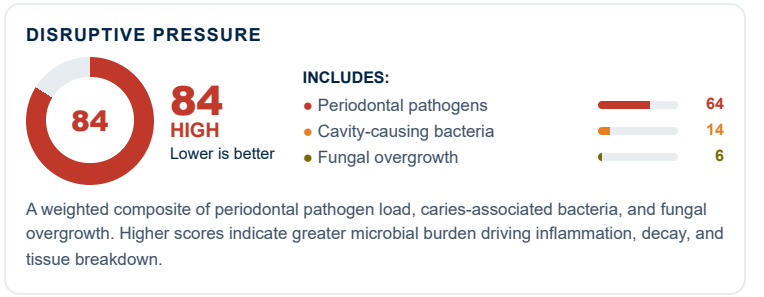 DISRUPTIVE PRESSURE
84
84
HIGH
Lower is better
INCLUDES:
● Periodontal pathogens 64
● Cavity-causing bacteria 14
● Fungal overgrowth 6
A weighted composite of periodontal pathogen load, caries-associated bacteria, and fungal
overgrowth. Higher scores indicate greater microbial burden driving inflammation, decay, and
tissue breakdown.